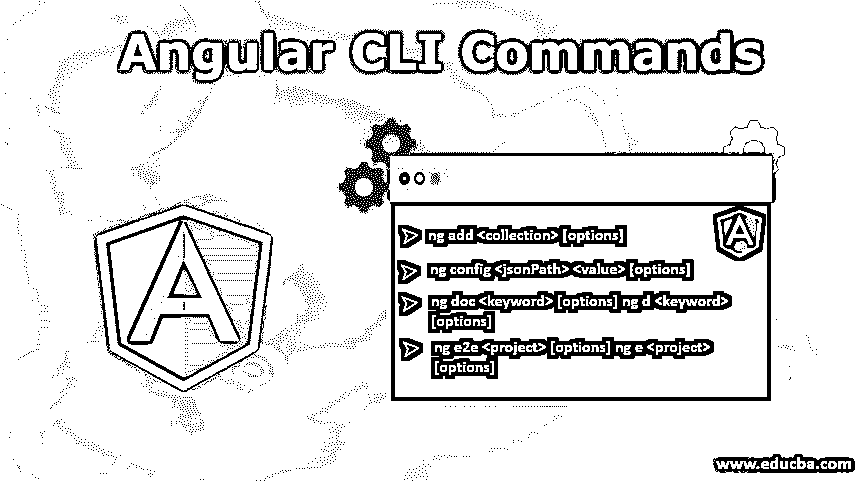 Angular CLI Commands
ng add <collection> [options]
ng config <jsonPath> <value> [options]
ng doc <keyword> [options] ng d <keyword>
[options]
ng e2e <project> [options] ng e <project>
[options]
www.educba.com